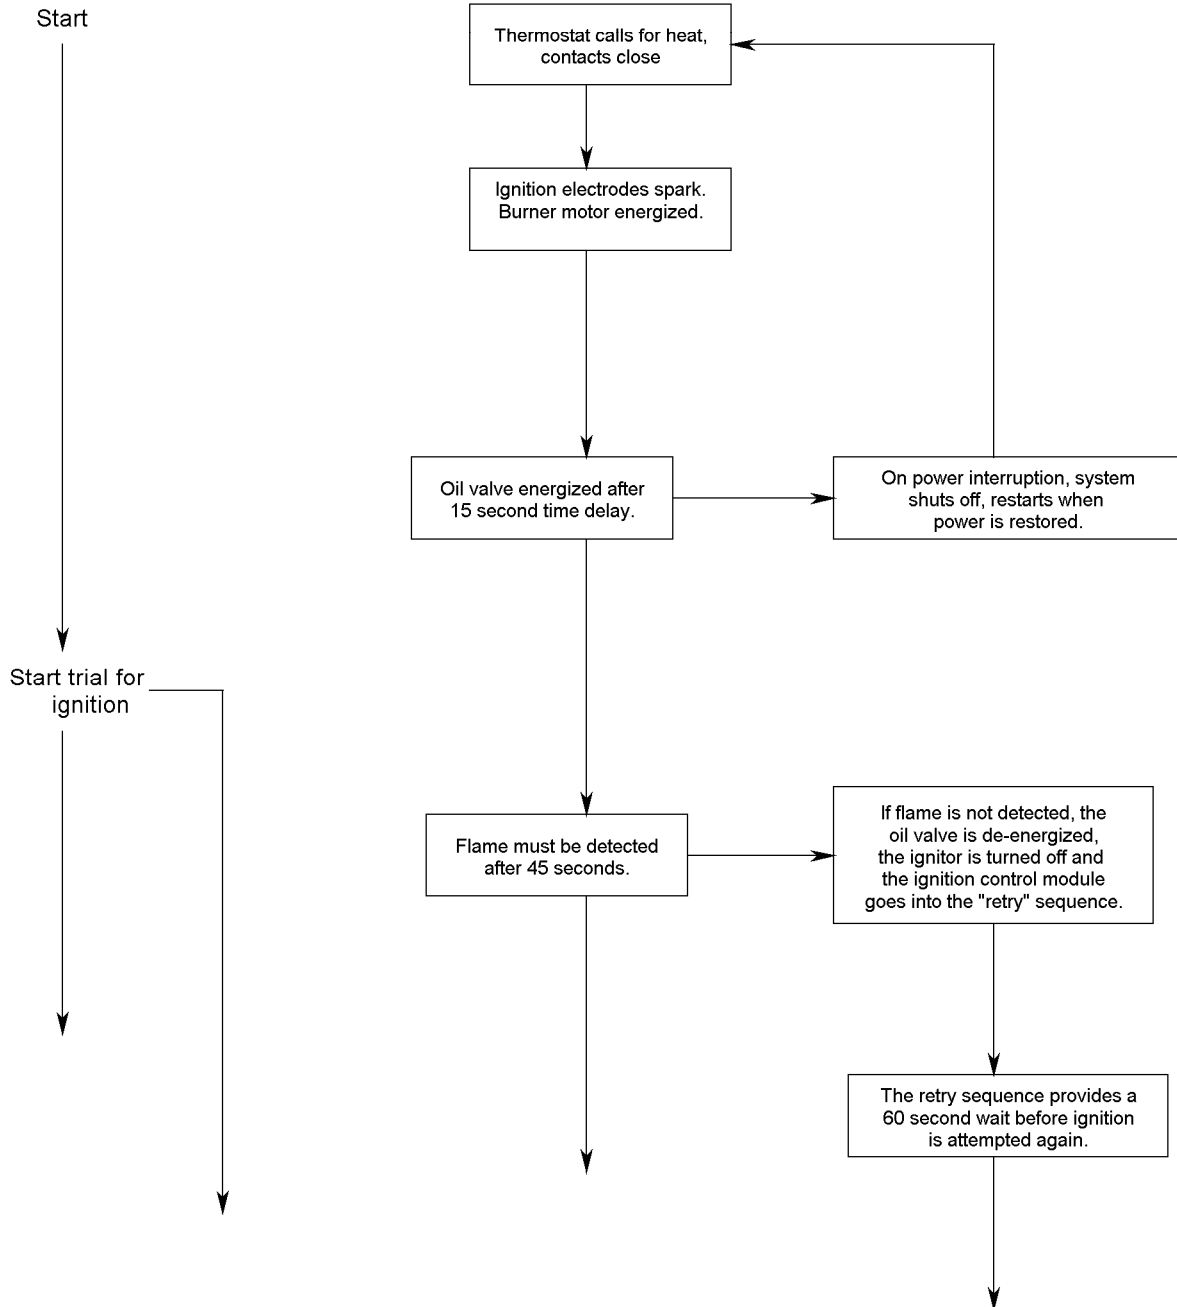 Start
Thermostat calls for heat,
contacts close
Ignition electrodes spark.
Burner motor energized.
Oil valve energized after
15 second time delay.
On power interruption, system
shuts off, restarts when
power is restored.
Start trial for
ignition
Flame must be detected
after 45 seconds.
If flame is not detected, the
oil valve is de-energized,
the ignitor is turned off and
the ignition control module
goes into the "retry" sequence.
The retry sequence provides a
60 second wait before ignition
is attempted again.